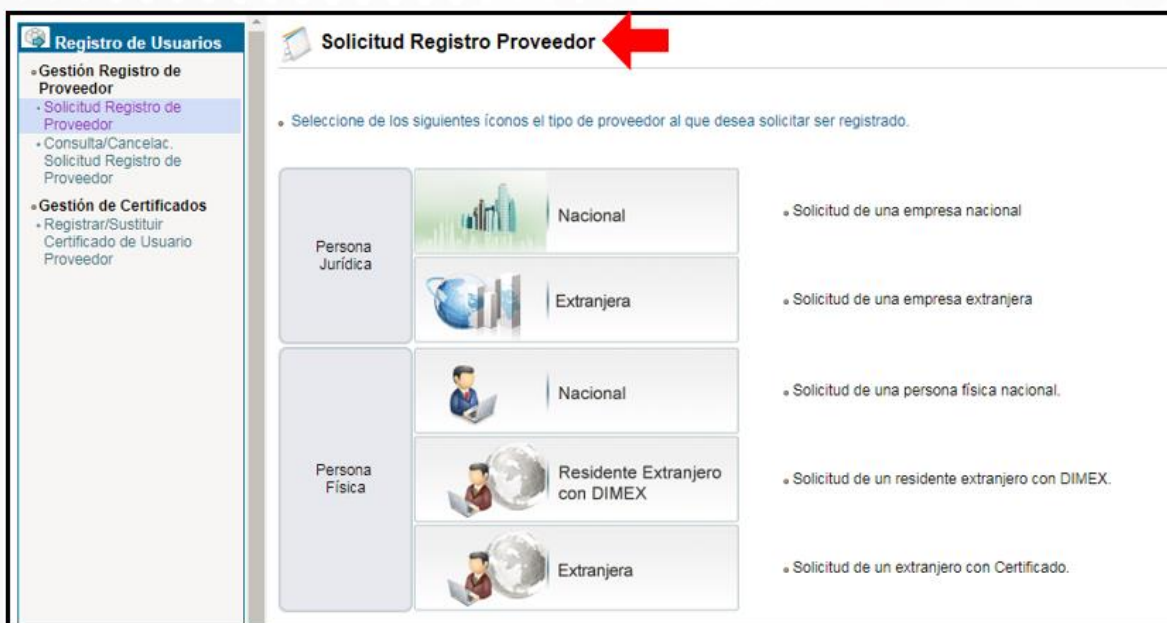 Registro de Usuarios
Gestión Registro de
Proveedor
Solicitud Registro de
Proveedor
Consulta/Cancelac.
Solicitud Registro de
Proveedor
Gestión de Certificados
Registrar/Sustituir
Certificado de Usuario
Proveedor
Solicitud Registro Proveedor
Seleccione de los siguientes íconos el tipo de proveedor al que desea solicitar ser registrado.
Persona
Jurídica
Nacional
Solicitud de una empresa nacional
Extranjera
Solicitud de una empresa extranjera
Persona
Física
Nacional
Solicitud de una persona física nacional.
Residente Extranjero
con DIMEX
Solicitud de un residente extranjero con DIMEX.
Extranjera
Solicitud de un extranjero con Certificado.